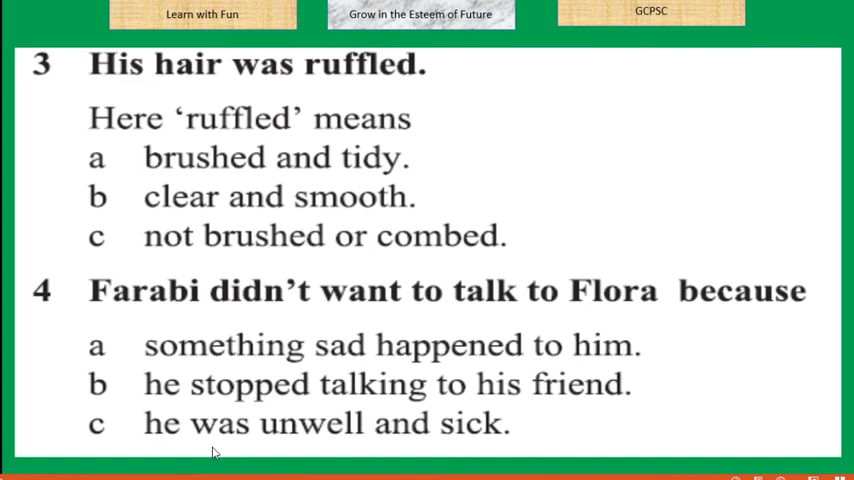 Learn with Fun
Grow in the Esteem of Future
GCPSC
3 His hair was ruffled.
Here ‘ruffled’ means
a brushed and tidy.
b clear and smooth.
c not brushed or combed.
4 Farabi didn’t want to talk to Flora because
a something sad happened to him.
b he stopped talking to his friend.
c he was unwell and sick.